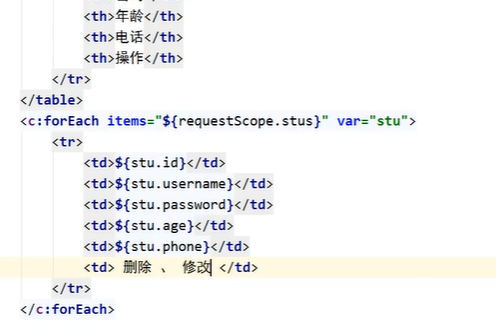 <th>年龄</th>
<th>电话</th>
<th>操作</th>
</tr>
</table>
<c:forEach items="${requestScope.stus}" var="stu">
<tr>
<td>${stu.id}</td>
<td>${stu.username}</td>
<td>${stu.password}</td>
<td>${stu.age}</td>
<td>${stu.phone}</td>
<td> 删除 、 修改 </td>
</tr>
</c:forEach>